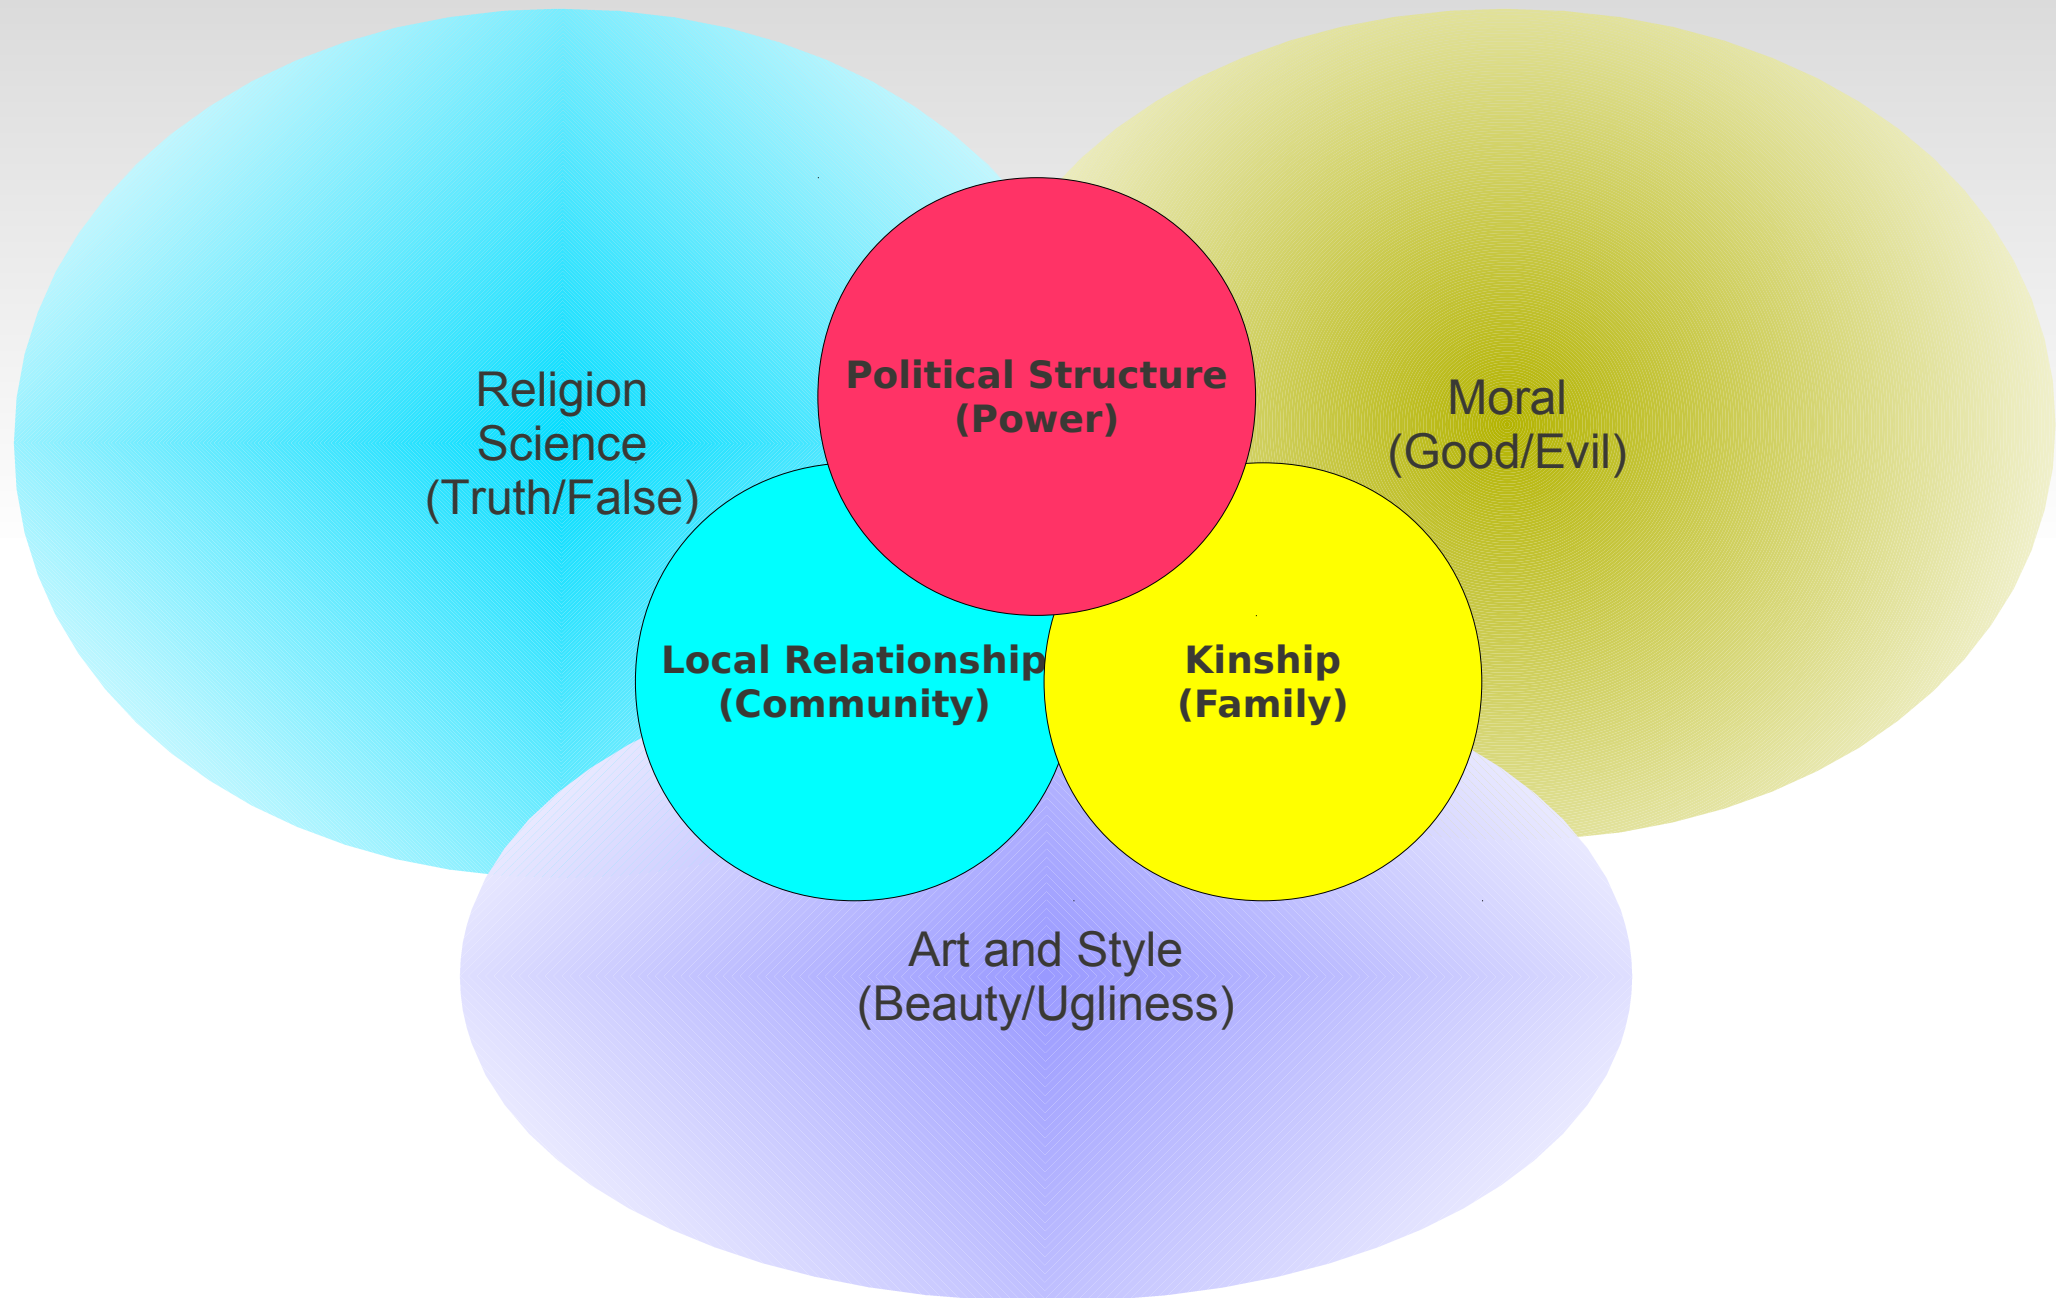 Political Structure
(Power)
Religion
Science
(Truth/False)
Moral
(Good/Evil)
Local Relationship
(Community)
Kinship
(Family)
Art and Style
(Beauty/Ugliness)